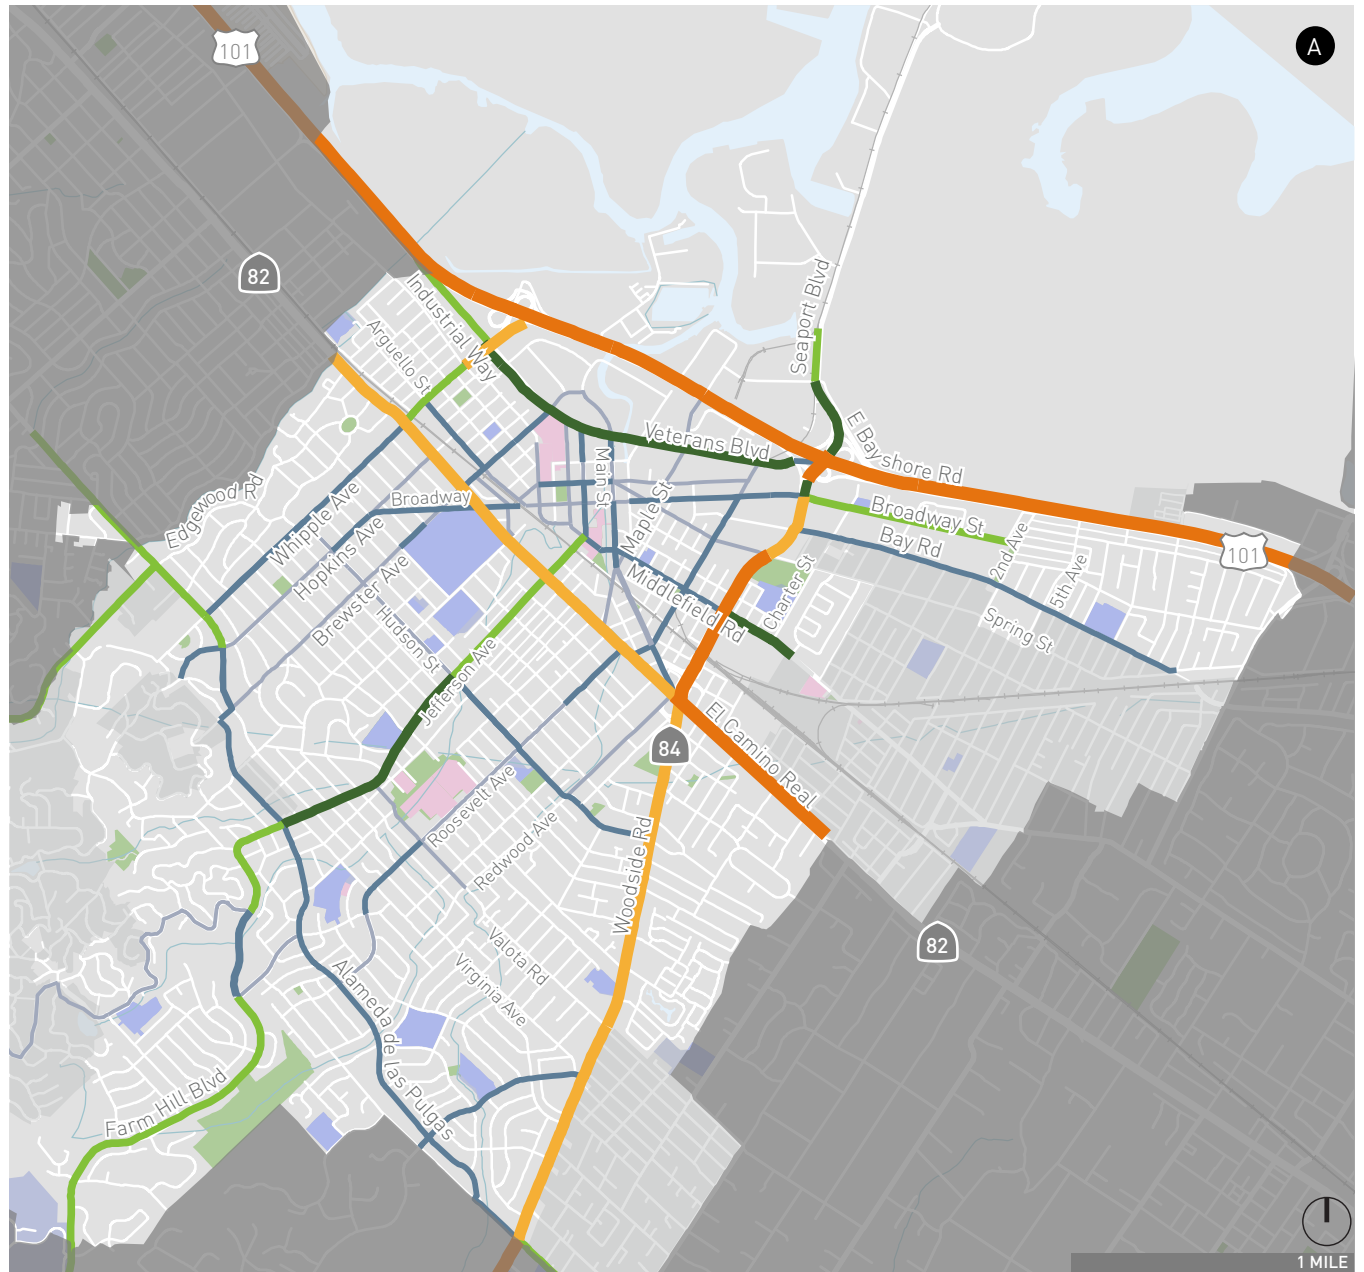 101
A
82
Industrial Way
Arguello St
Seaport Blvd
E Bayshore Rd
Veterans Blvd
Main St
Maple St
Broadway
Edgewood Rd
Whipple Ave
Hopkins Ave
Brewster Ave
Broadway St
Bay Rd
2nd Ave
5th Ave
101
Charter St
Middlefield Rd
Spring St
Hudson St
Jefferson Ave
El Camino Real
84
Roosevelt Ave
Redwood Ave
Woodside Rd
82
Valota Rd
Virginia Ave
Alameda de las Pulgas
Farm Hill Blvd
1 MILE